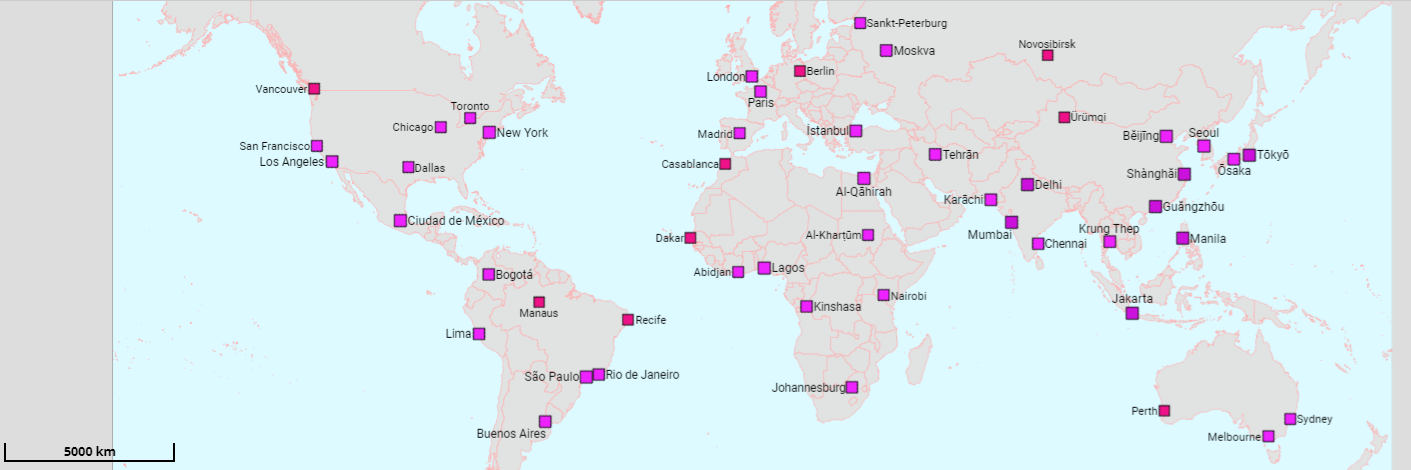 Sankt-Peterburg
Novosibirsk
Moskva
Berlin
London
Vancouver
Paris
Toronto
Ürümqi
Chicago
New York
Madrid
İstanbul
Bĕijīng
Seoul
San Francisco
Los Angeles
Tehrān
Tōkyō
Casablanca
Dallas
Ōsaka
Shànghăi
Al-Qāhirah
Delhi
Karāchi
Guăngzhōu
Ciudad de México
Mumbai
Krung Thep
Dakar
Al-Kharṭūm
Chennai
Manila
Abidjan
Lagos
Bogotá
Nairobi
Jakarta
Manaus
Kinshasa
Recife
Lima
São Paulo
Rio de Janeiro
Johannesburg
Perth
Buenos Aires
Sydney
Melbourne
5000 km